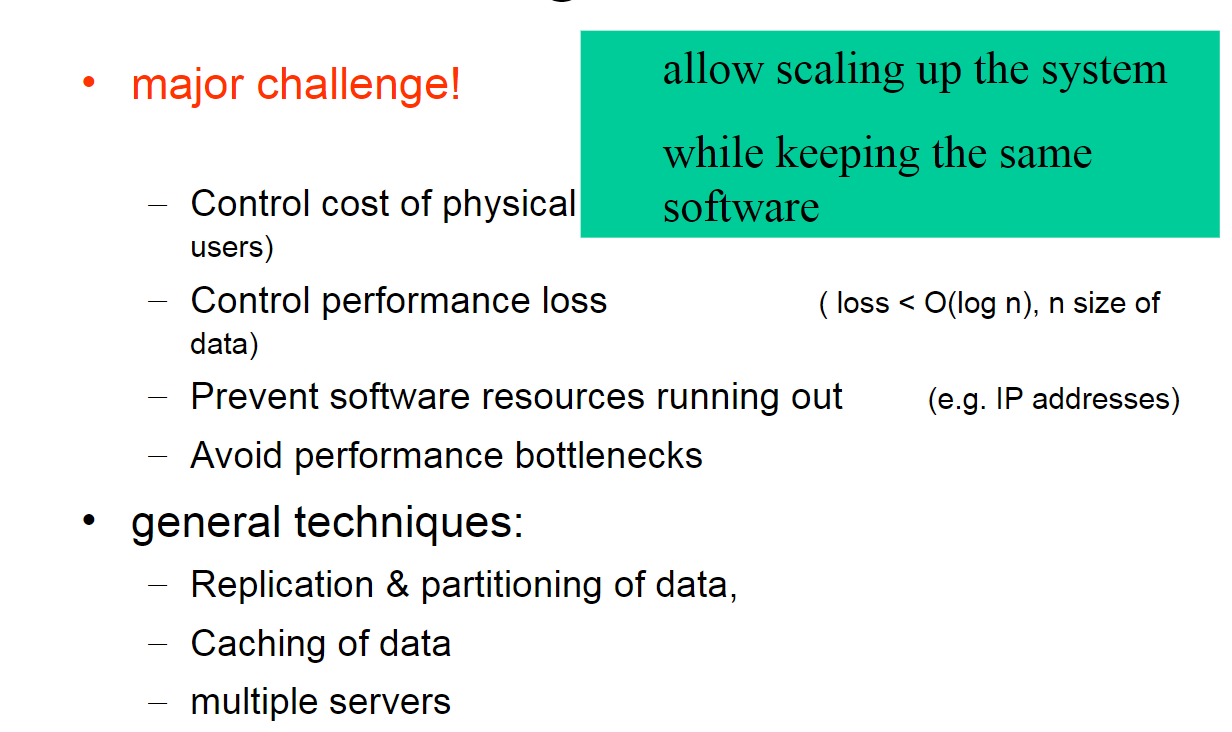 • major challenge!
allow scaling up the system
while keeping the same
software
– Control cost of physical
users)
– Control performance loss ( loss < O(log n), n size of
data)
– Prevent software resources running out (e.g. IP addresses)
– Avoid performance bottlenecks
• general techniques:
– Replication & partitioning of data,
– Caching of data
– multiple servers